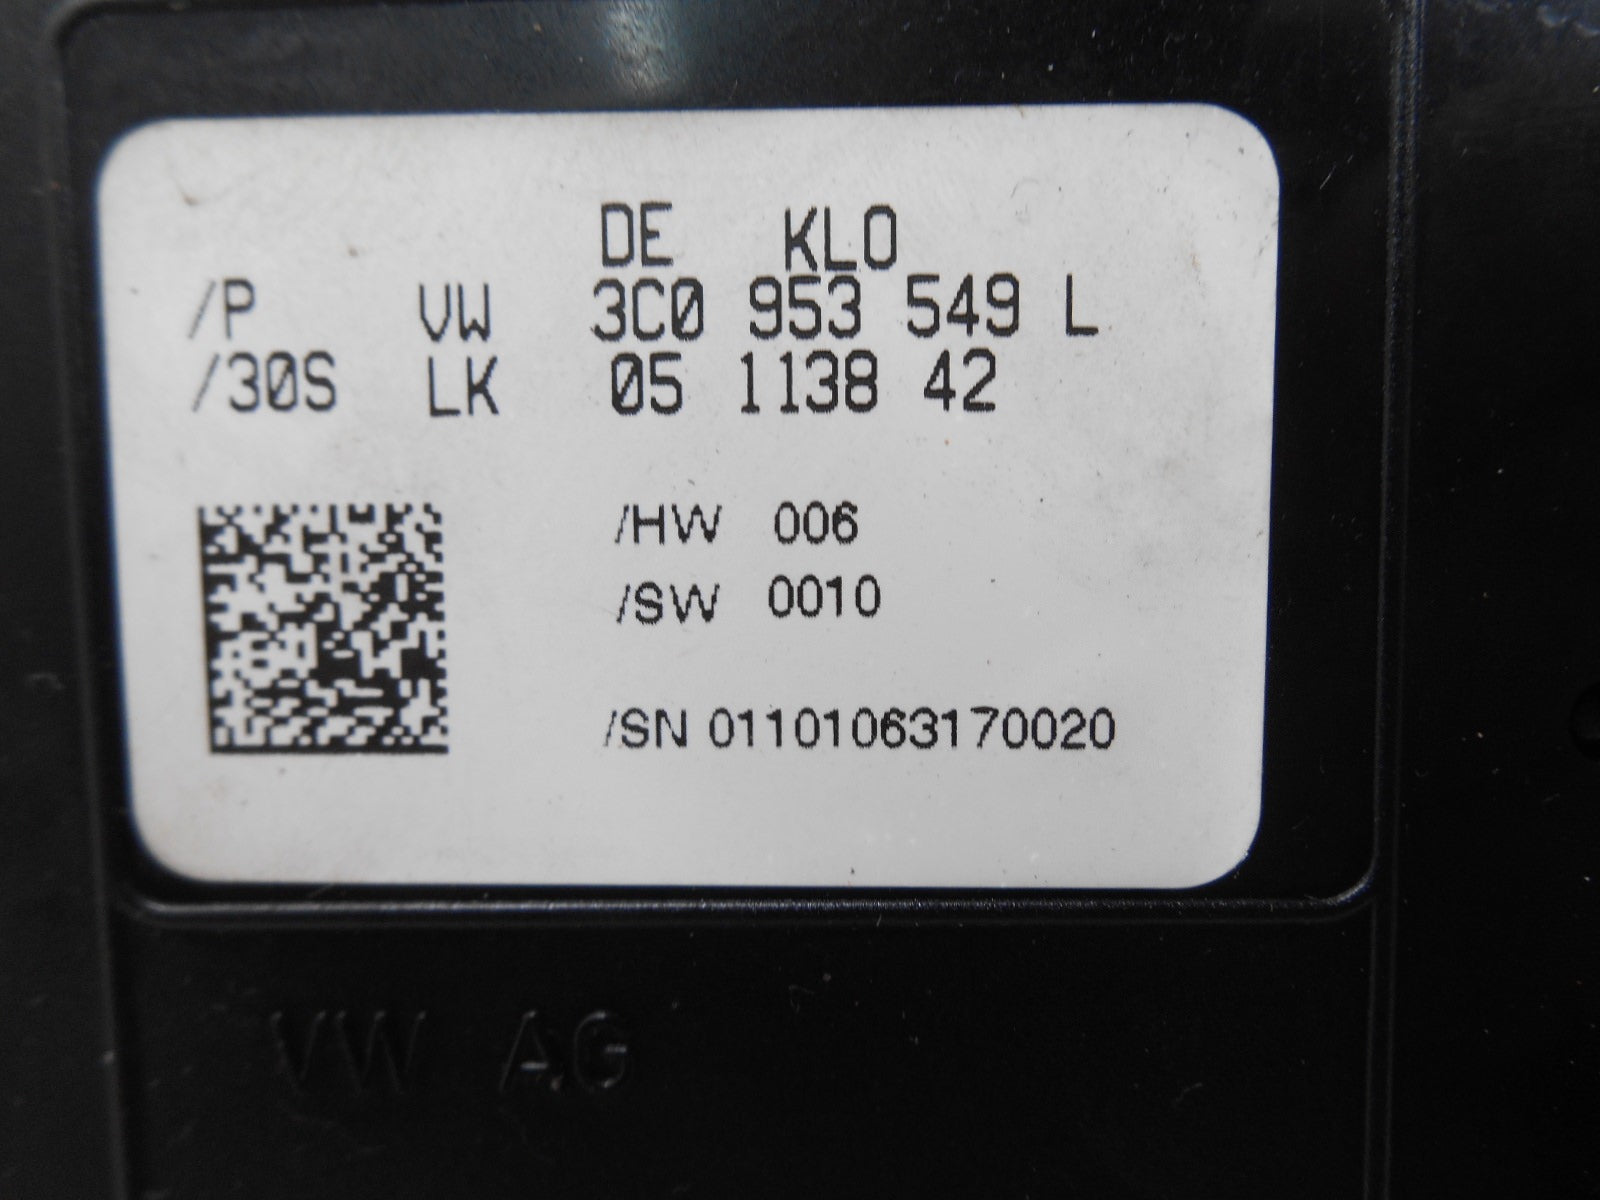 DE KLO
/P VW 3C0 953 549 L
/30S LK 05 1138 42
/HW 006
/SW 0010
/SN 01101063170020
VW AG